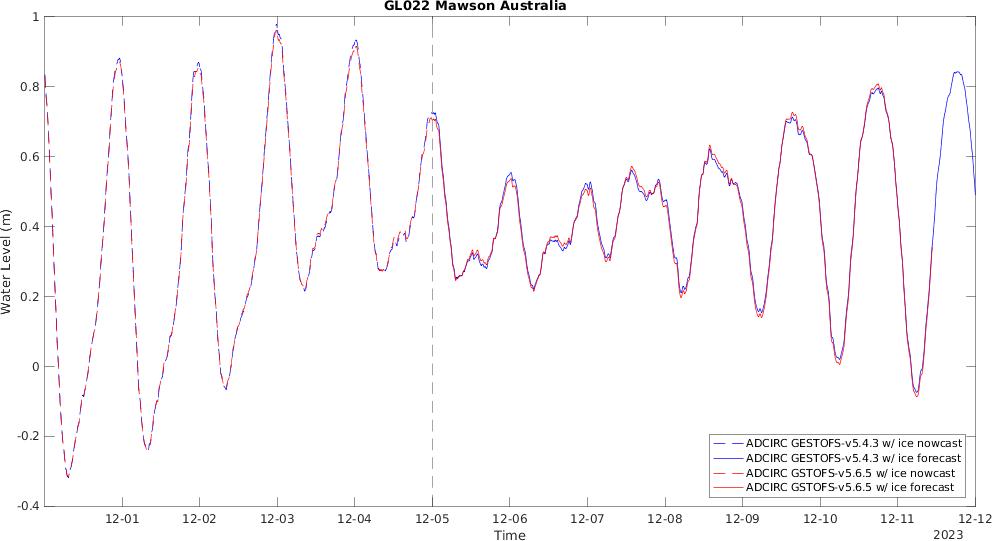 GL022 Mawson Australia
Water Level (m)
1
0.8
0.6
0.4
0.2
0
-0.2
-0.4
ADCIRC GESTOFS-v5.4.3 w/ ice nowcast
ADCIRC GESTOFS-v5.4.3 w/ ice forecast
ADCIRC GSTOFS-v5.6.5 w/ ice nowcast
ADCIRC GSTOFS-v5.6.5 w/ ice forecast
12-01 12-02 12-03 12-04 12-05 12-06 12-07 12-08 12-09 12-10 12-11 12-12
Time
2023